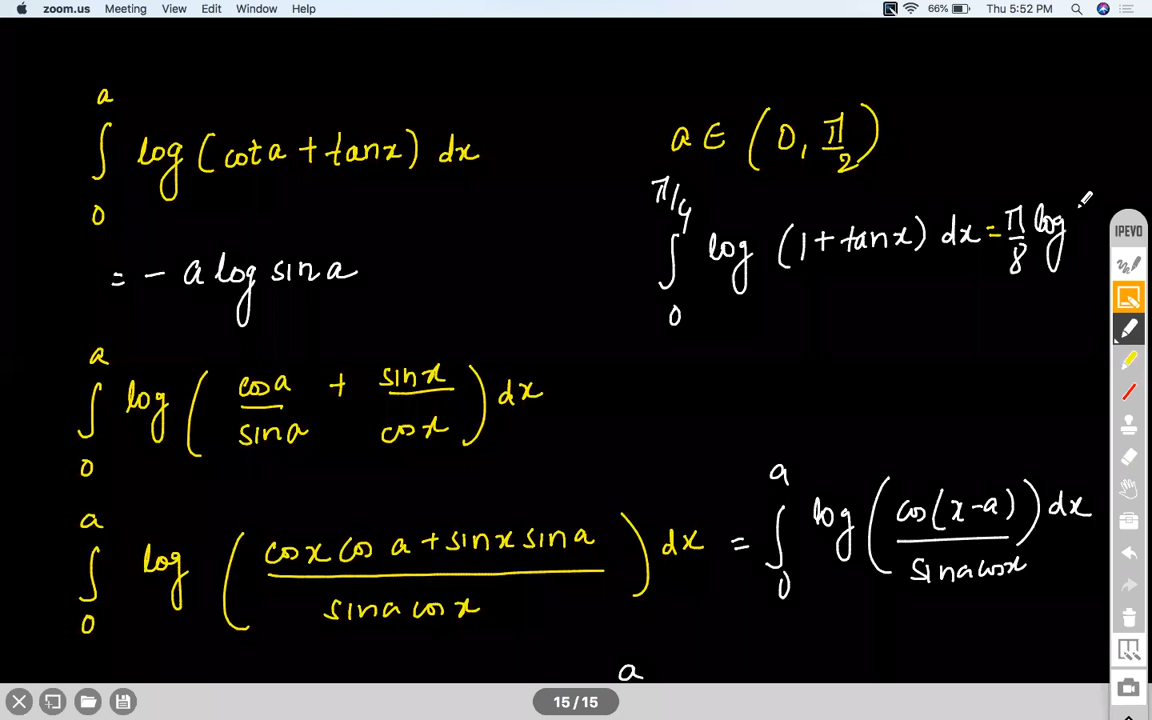 zoom.us Meeting View Edit Window Help 66% Thu 5:52 PM
∫₀ᵃ log (cot a + tan x) dx
= - a log sin a
a ∈ (0, π/2)
∫₀^(π/4) log (1 + tan x) dx = π/8 log
∫₀ᵃ log (cos a / sin a + sin x / cos x) dx
∫₀ᵃ log (cos x cos a + sin x sin a / sin a cos x) dx = ∫₀ᵃ log (cos (x - a) / sin a cos x) dx
a
IPEVO
15 / 15